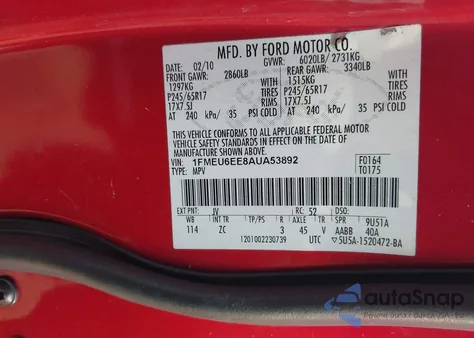 MFD. BY FORD MOTOR CO.
DATE: 02/10 GVWR: 6020LB/ 2731KG
FRONT GAWR: 2860LB REAR GAWR: 3340LB
1297KG WITH 1515KG WITH
P245/65R17 TIRES P245/65R17 TIRES
17X7.5J RIMS 17X7.5J RIMS
AT 240 kPa/ 35 PSI COLD AT 240 kPa/ 35 PSI COLD
THIS VEHICLE CONFORMS TO ALL APPLICABLE FEDERAL MOTOR
VEHICLE SAFETY STANDARDS IN EFFECT ON THE DATE OF
MANUFACTURE SHOWN ABOVE.
VIN: 1FMEU6EE8AUA53892 F0164
TYPE: MPV T0175
EXT PNT: JV RC: 52 DSO:
WB INT TR TP/PS R AXLE TR SPR 9US1A
114 ZC 3 45 V AABB 40A
1201002230739 UTC ▽5U5A-1520472-BA
autoSnap